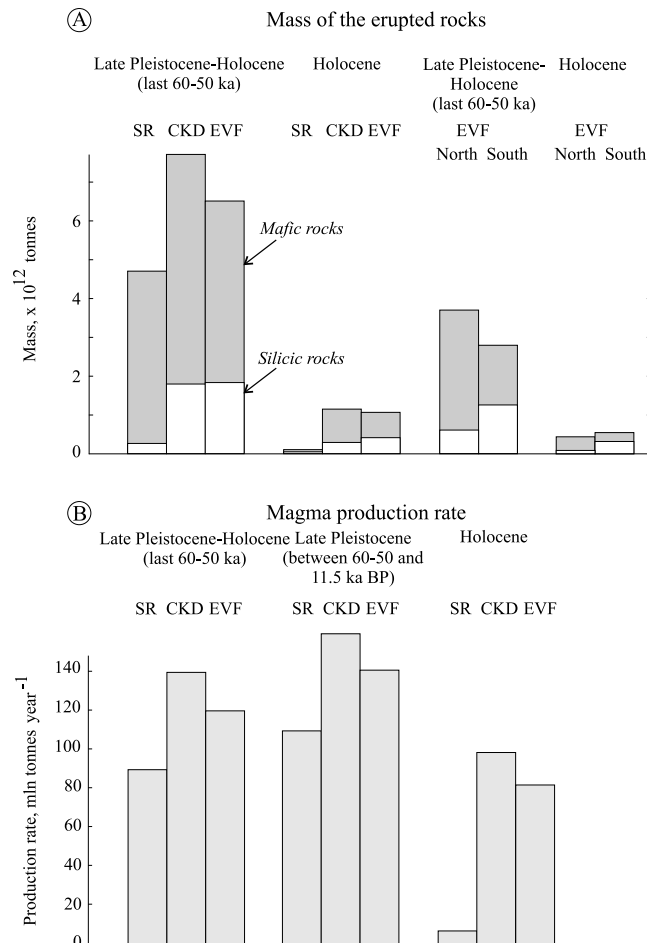 A Mass of the erupted rocks
Late Pleistocene-Holocene
(last 60-50 ka)
Holocene
Late Pleistocene-
Holocene
(last 60-50 ka)
Holocene
SR CKD EVF
SR CKD EVF
EVF
North South
EVF
North South
Mass, x 10¹² tonnes
6
4
2
0
Mafic rocks
Silicic rocks
B Magma production rate
Late Pleistocene-Holocene
(last 60-50 ka)
Late Pleistocene
(between 60-50 and
11.5 ka BP)
Holocene
SR CKD EVF
SR CKD EVF
SR CKD EVF
Production rate, mln tonnes year⁻¹
140
120
100
80
60
40
20
0